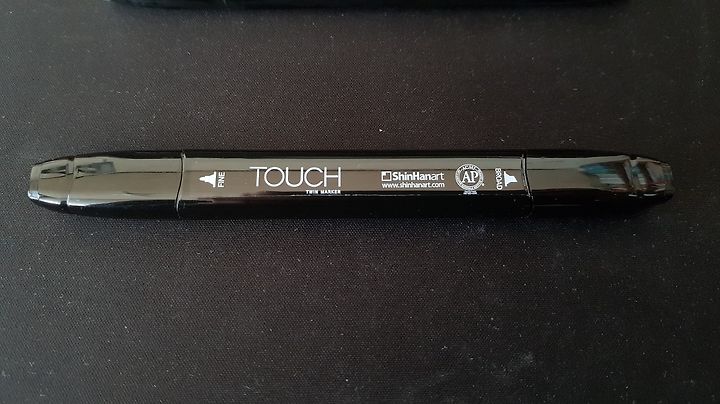 FINE
TOUCH
TWIN MARKER
ShinHanart
www.shinhanart.com
AP
BROAD